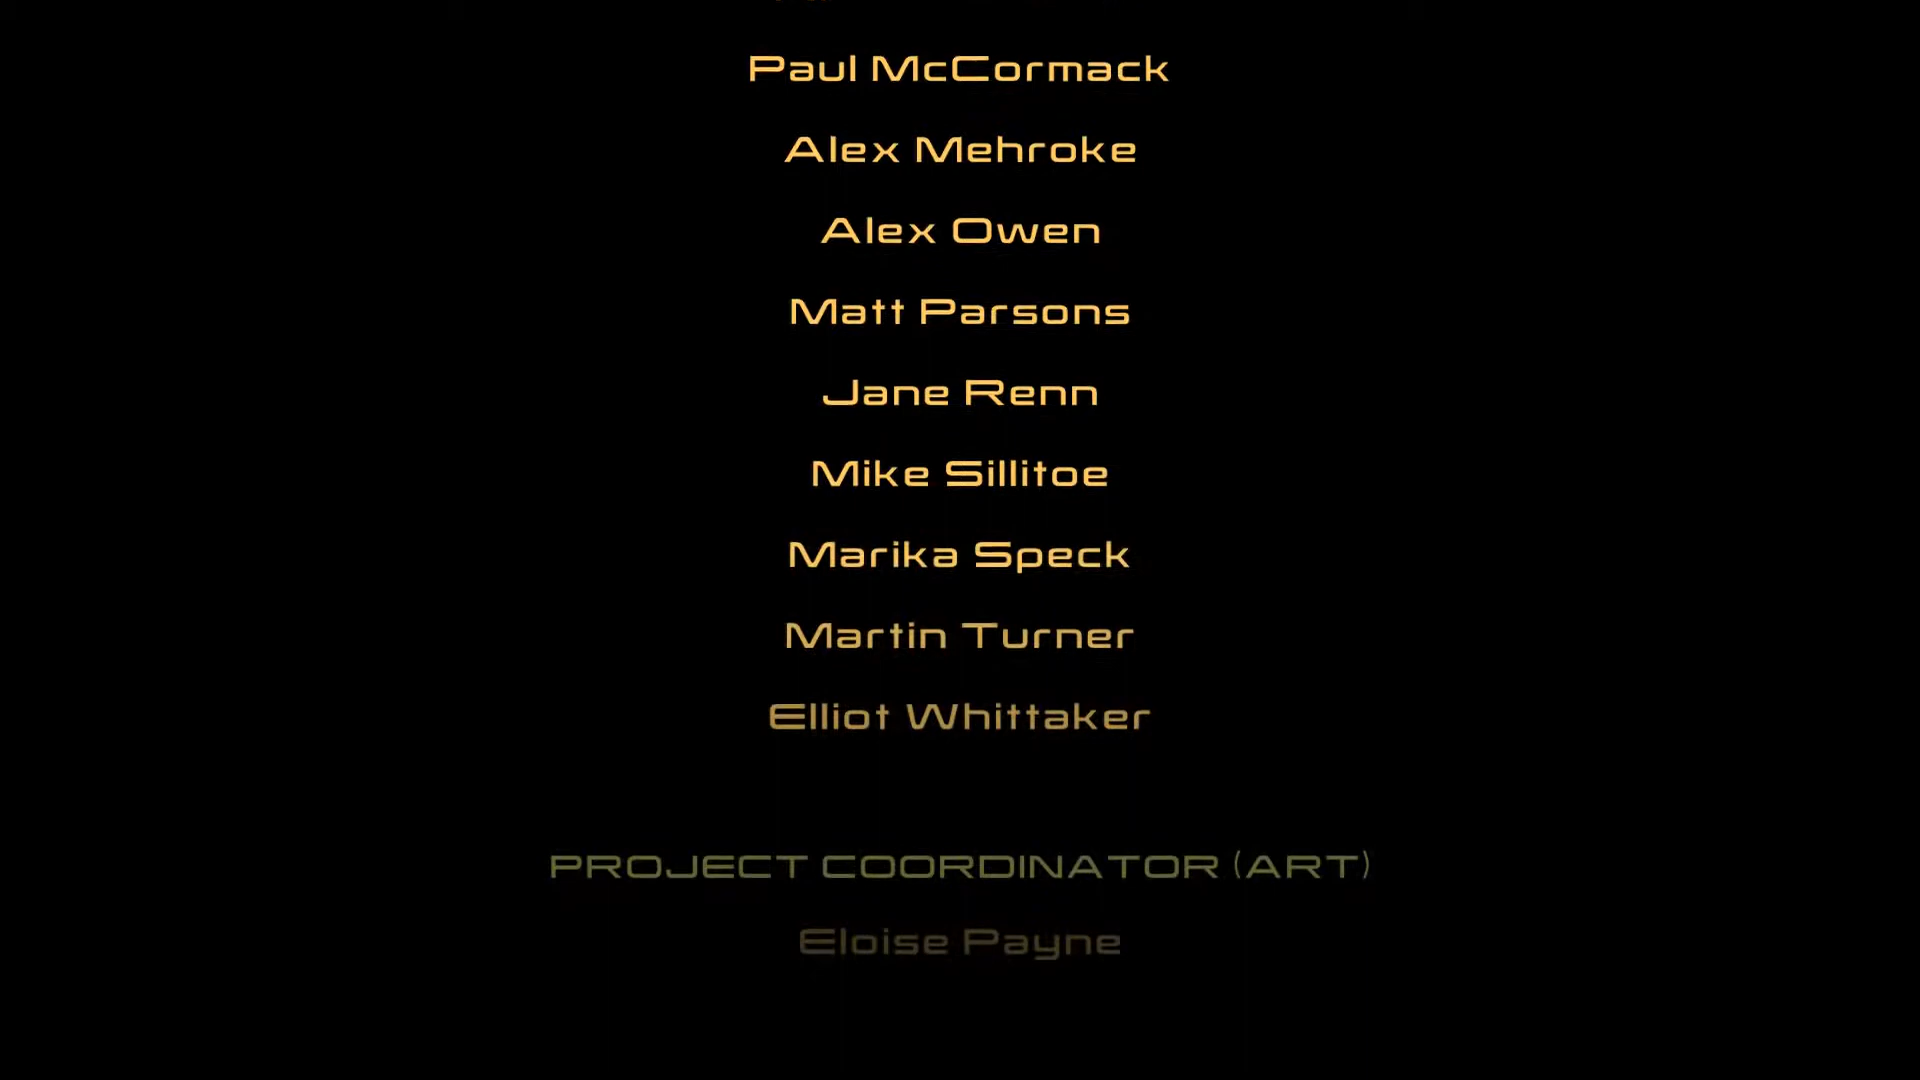 Paul McCormack
Alex Mehroke
Alex Owen
Matt Parsons
Jane Renn
Mike Sillitoe
Marika Speck
Martin Turner
Elliot Whittaker
PROJECT COORDINATOR (ART)
Eloise Payne